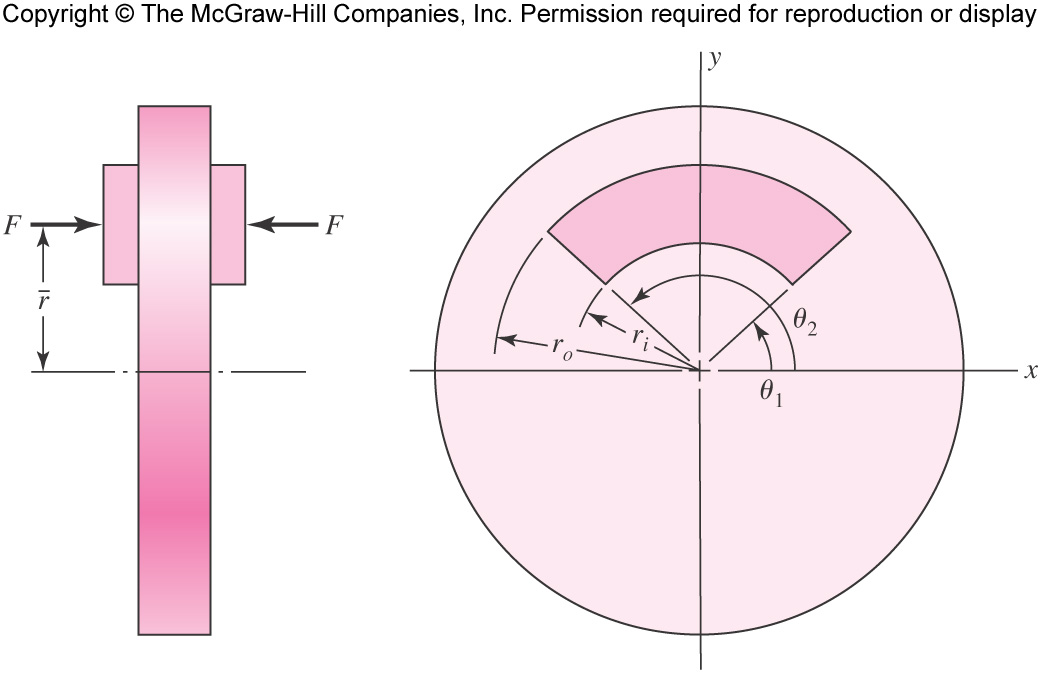 Copyright © The McGraw-Hill Companies, Inc. Permission required for reproduction or display
y
F
F
r̄
θ₂
rᵢ
rₒ
x
θ₁